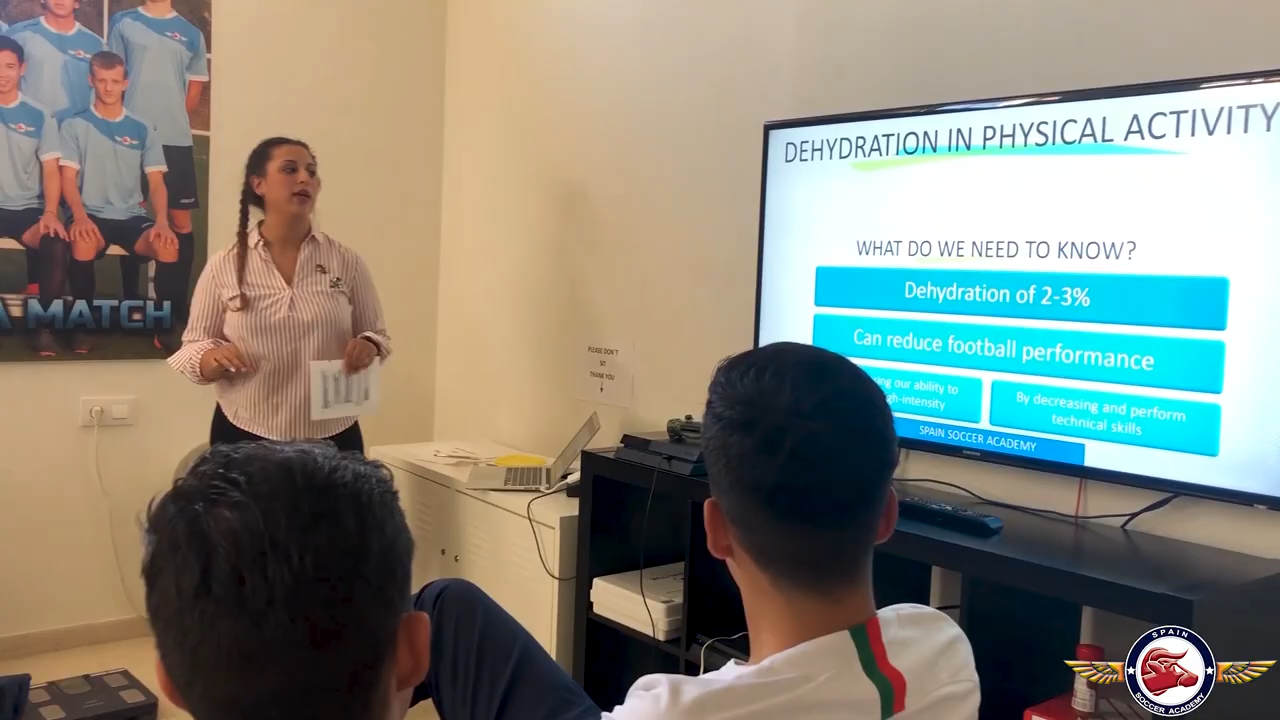 A MATCH
PLEASE DON'T
SIT
THANK YOU
DEHYDRATION IN PHYSICAL ACTIVITY
WHAT DO WE NEED TO KNOW?
Dehydration of 2-3%
Can reduce football performance
our ability to
-intensity
By decreasing and perform
technical skills
SPAIN SOCCER ACADEMY
SAMSUNG
SPAIN
SOCCER ACADEMY